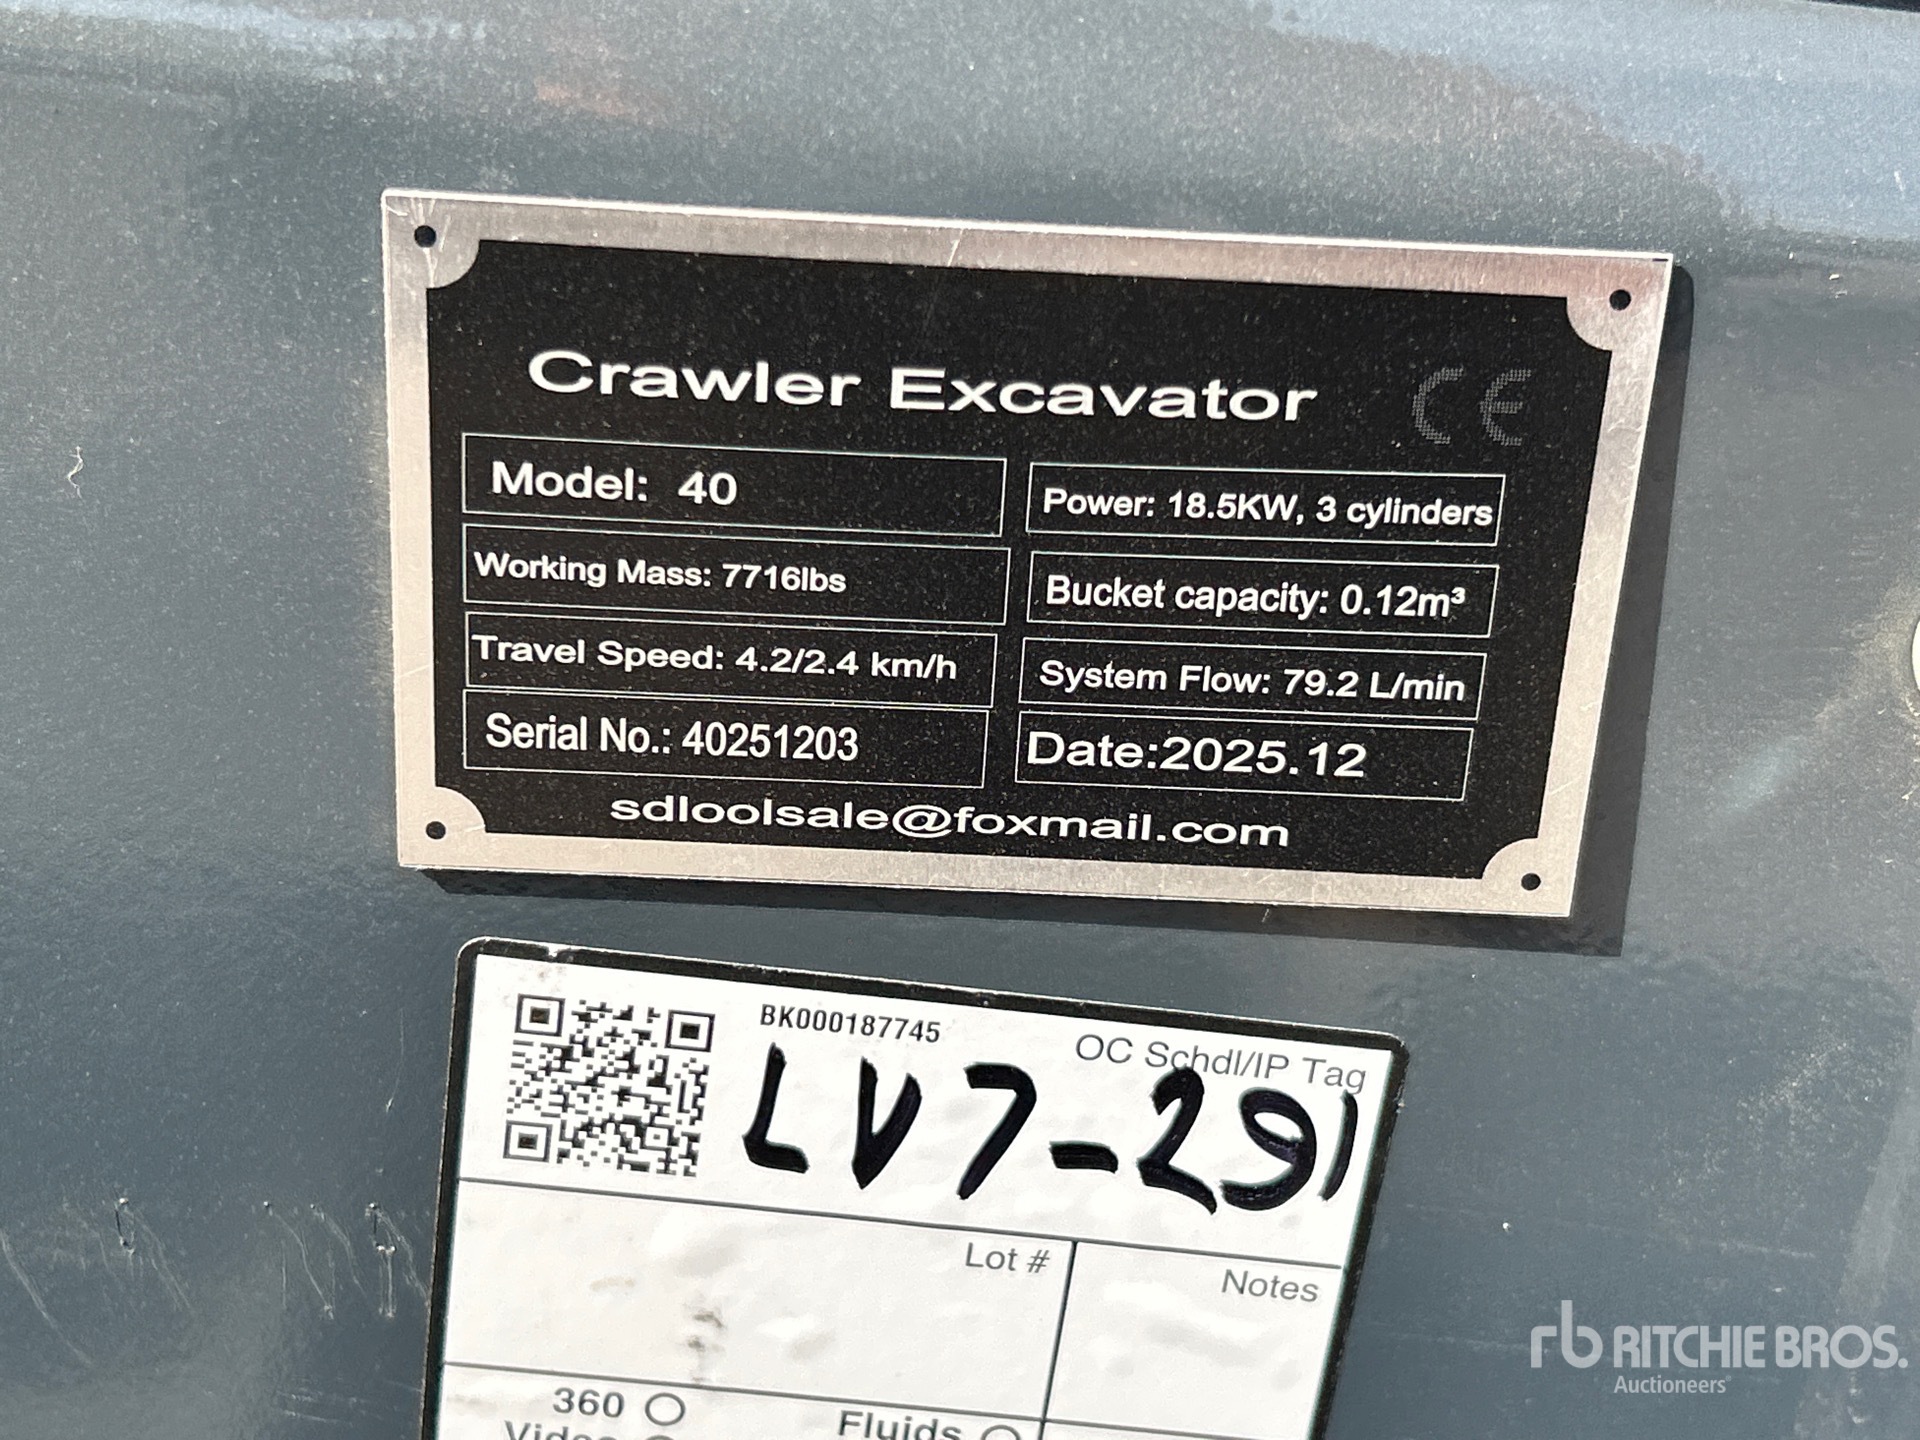 Crawler Excavator CE
Model: 40
Power: 18.5KW, 3 cylinders
Working Mass: 7716lbs
Bucket capacity: 0.12m³
Travel Speed: 4.2/2.4 km/h
System Flow: 79.2 L/min
Serial No.: 40251203
Date:2025.12
sdloolsale@foxmail.com
BK000187745
OC Schdl/IP Tag
LV7-291
Lot #
Notes
360
Fluids
Video
rb RITCHIE BROS.
Auctioneers